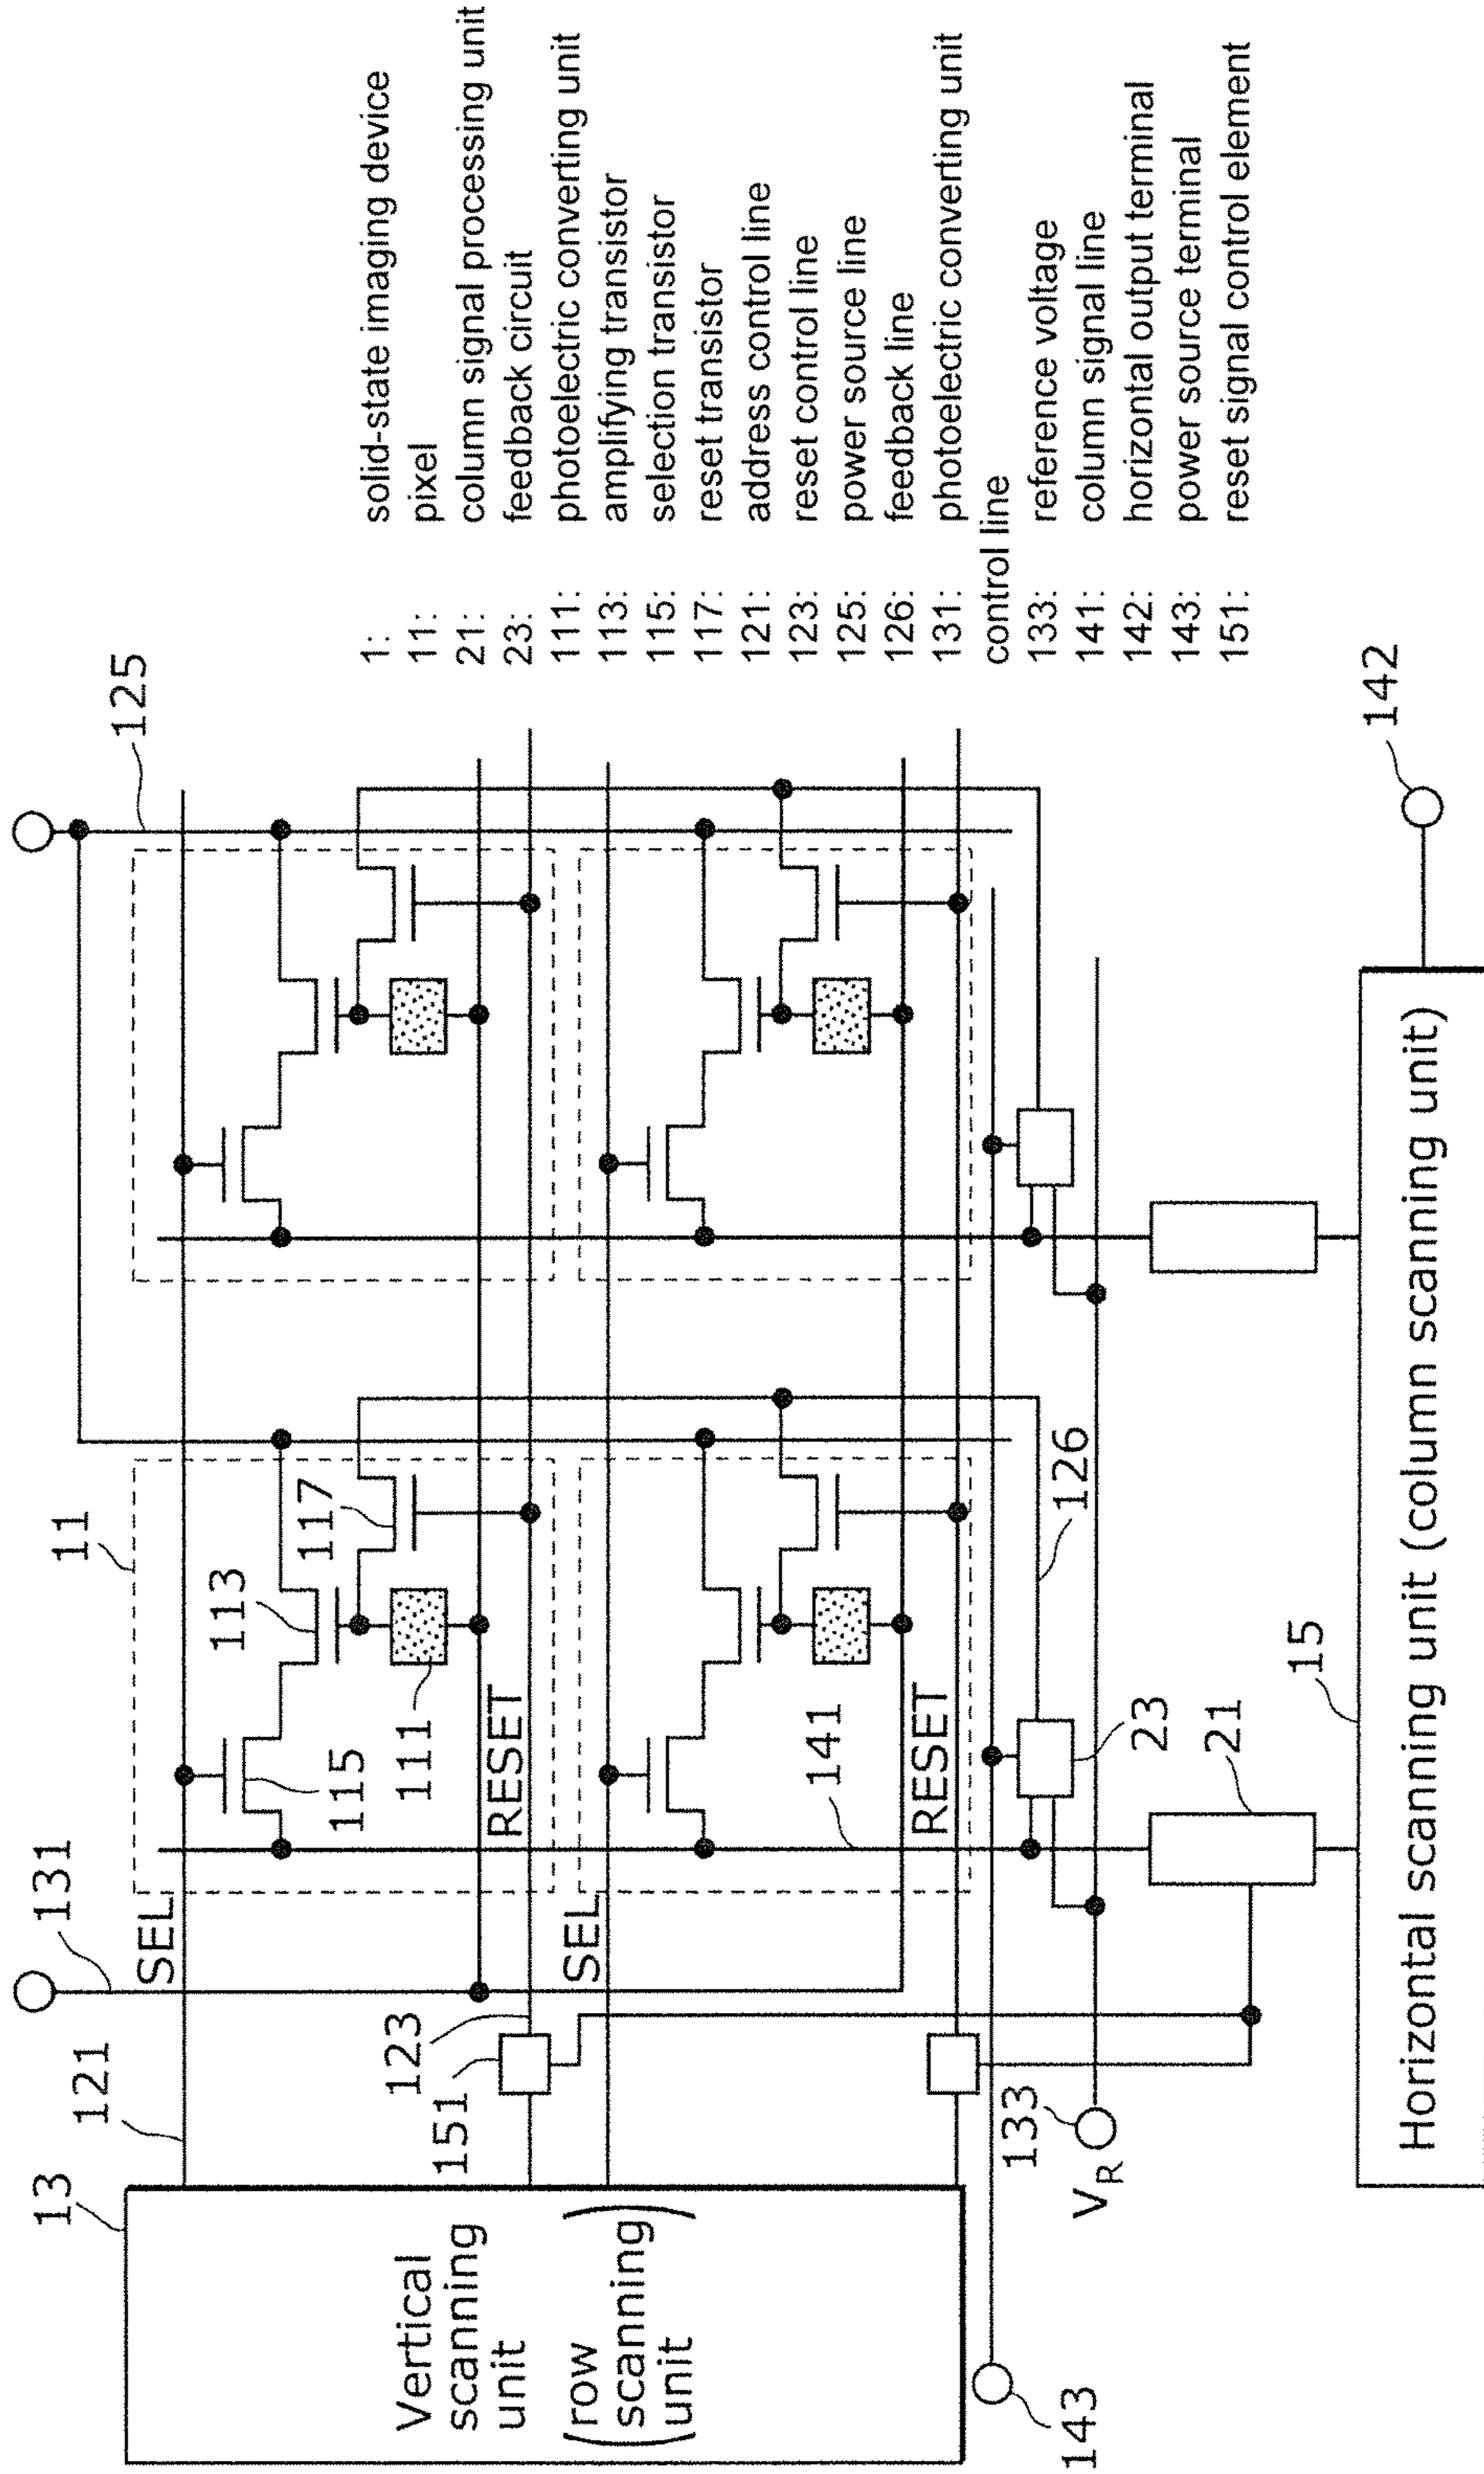 13
121
131
11
125
SEL
115
113
117
111
RESET
151
123
SEL
141
RESET
126
23
21
15
142
143
133
VR
Vertical
scanning
unit
(row
scanning
unit)
Horizontal scanning unit (column scanning unit)
1: solid-state imaging device
11: pixel
21: column signal processing unit
23: feedback circuit
111: photoelectric converting unit
113: amplifying transistor
115: selection transistor
117: reset transistor
121: address control line
123: reset control line
125: power source line
126: feedback line
131: photoelectric converting unit
control line
133: reference voltage
141: column signal line
142: horizontal output terminal
143: power source terminal
151: reset signal control element